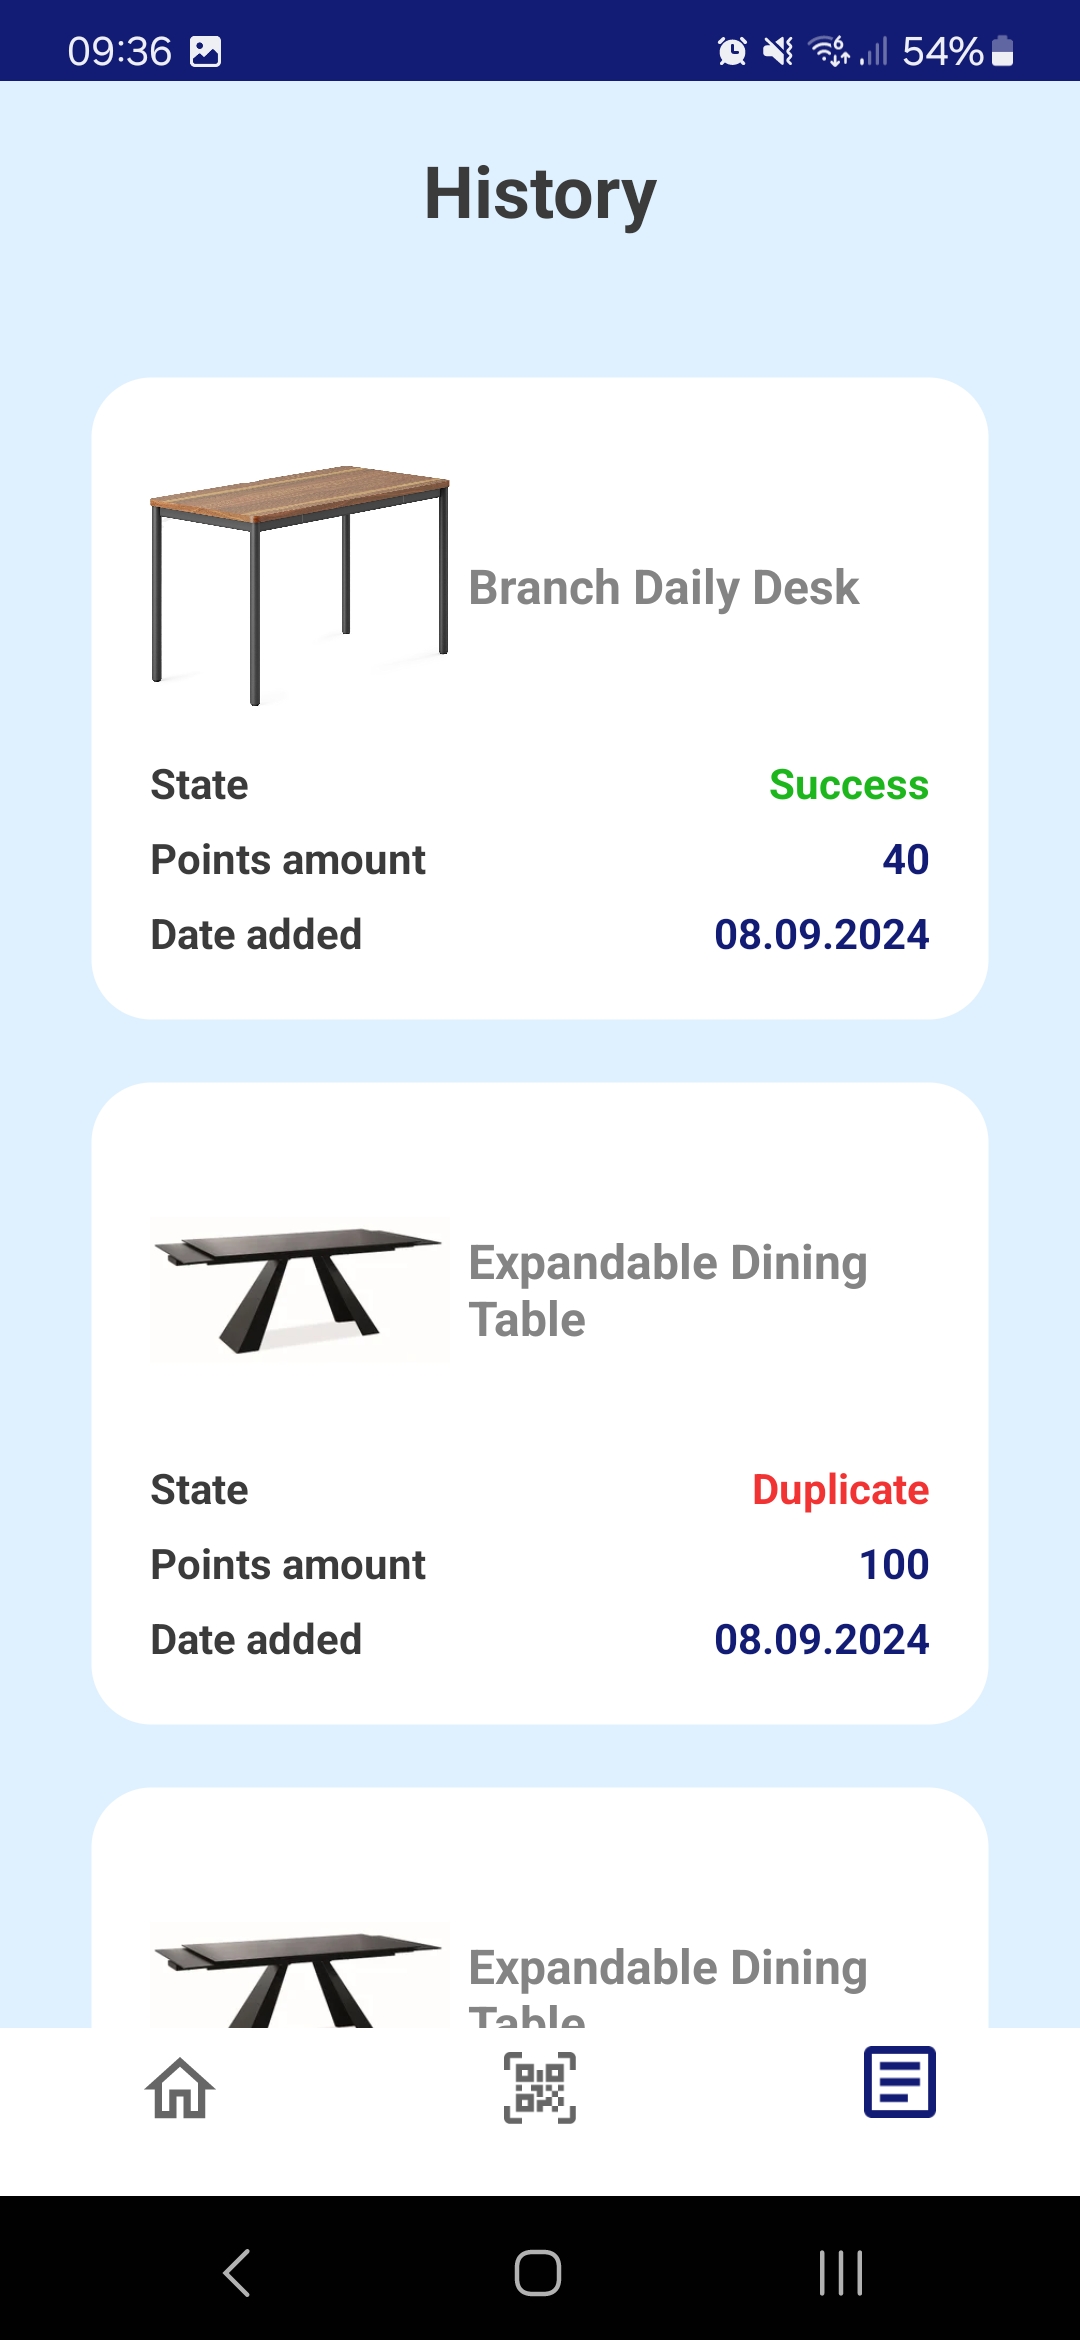 09:36
54%
History
Branch Daily Desk
State Success
Points amount 40
Date added 08.09.2024
Expandable Dining
Table
State Duplicate
Points amount 100
Date added 08.09.2024
Expandable Dining
Table